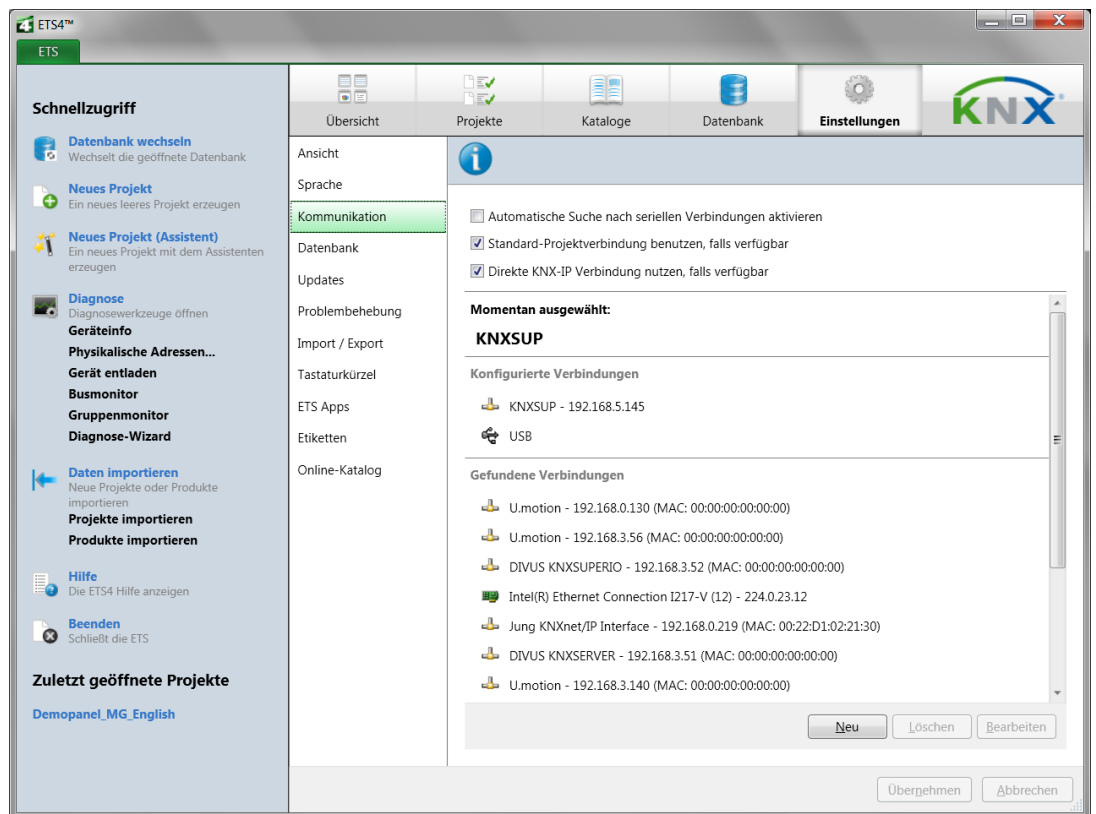 4 ETS4™
ETS
Schnellzugriff
Datenbank wechseln
Wechselt die geöffnete Datenbank
Neues Projekt
Ein neues leeres Projekt erzeugen
Neues Projekt (Assistent)
Ein neues Projekt mit dem Assistenten
erzeugen
Diagnose
Diagnosewerkzeuge öffnen
Geräteinfo
Physikalische Adressen...
Gerät entladen
Busmonitor
Gruppenmonitor
Diagnose-Wizard
Daten importieren
Neue Projekte oder Produkte
importieren
Projekte importieren
Produkte importieren
Hilfe
Die ETS4 Hilfe anzeigen
Beenden
Schließt die ETS
Zuletzt geöffnete Projekte
Demopanel_MG_English
Übersicht
Projekte
Kataloge
Datenbank
Einstellungen
KNX®
Ansicht
Sprache
Kommunikation
Datenbank
Updates
Problembehebung
Import / Export
Tastaturkürzel
ETS Apps
Etiketten
Online-Katalog
Automatische Suche nach seriellen Verbindungen aktivieren
Standard-Projektverbindung benutzen, falls verfügbar
Direkte KNX-IP Verbindung nutzen, falls verfügbar
Momentan ausgewählt:
KNXSUP
Konfigurierte Verbindungen
KNXSUP - 192.168.5.145
USB
Gefundene Verbindungen
U.motion - 192.168.0.130 (MAC: 00:00:00:00:00:00)
U.motion - 192.168.3.56 (MAC: 00:00:00:00:00:00)
DIVUS KNXSUPERIO - 192.168.3.52 (MAC: 00:00:00:00:00:00)
Intel(R) Ethernet Connection I217-V (12) - 224.0.23.12
Jung KNXnet/IP Interface - 192.168.0.219 (MAC: 00:22:D1:02:21:30)
DIVUS KNXSERVER - 192.168.3.51 (MAC: 00:00:00:00:00:00)
U.motion - 192.168.3.140 (MAC: 00:00:00:00:00:00)
Neu
Löschen
Bearbeiten
Übernehmen
Abbrechen